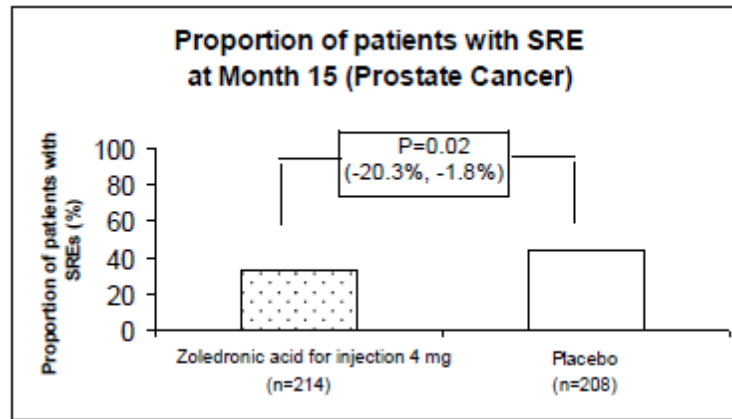 Proportion of patients with SRE
at Month 15 (Prostate Cancer)
Proportion of patients with
SREs (%)
100
80
60
40
20
0
P=0.02
(-20.3%, -1.8%)
Zoledronic acid for injection 4 mg
(n=214)
Placebo
(n=208)